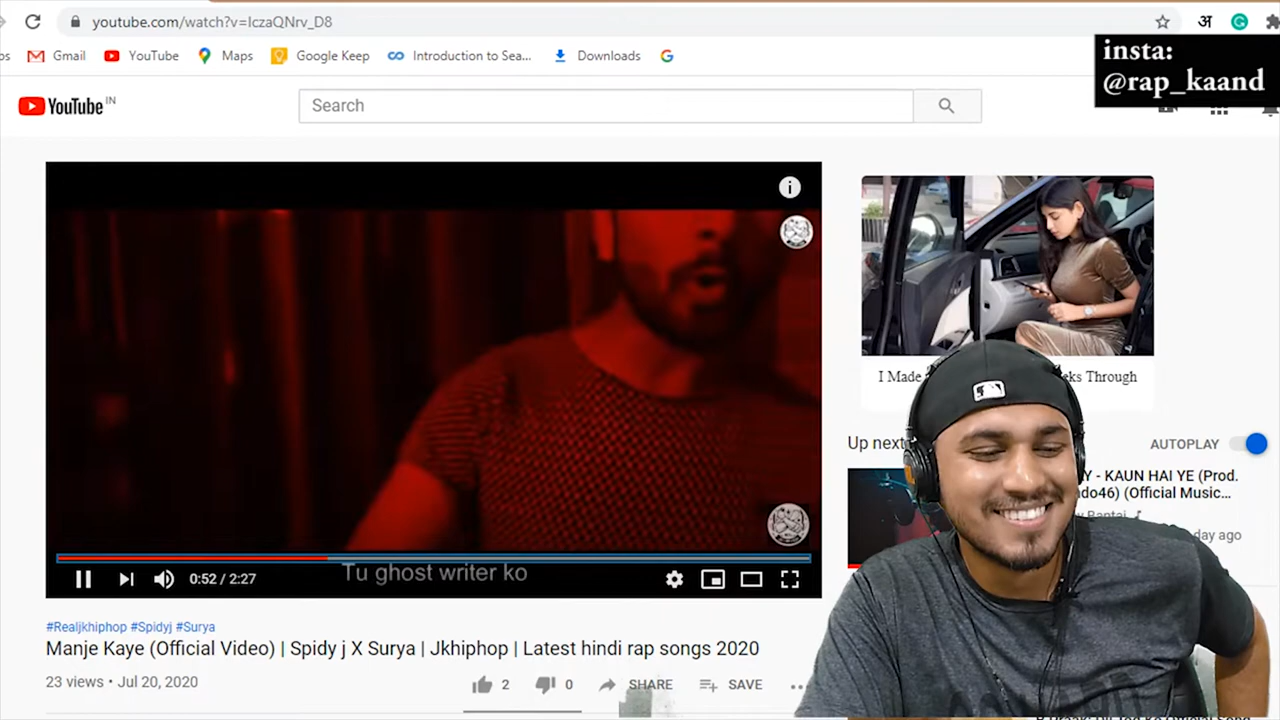 youtube.com/watch?v=IczaQNrv_D8
Gmail
YouTube
Maps
Google Keep
Introduction to Sea...
Downloads
insta:
@rap_kaand
YouTube IN
Search
I Made
eks Through
Up next
AUTOPLAY
Y - KAUN HAI YE (Prod.
ndo46) (Official Music...
day ago
Tu ghost writer ko
0:52 / 2:27
#Realjkhiphop #Spidyj #Surya
Manje Kaye (Official Video) | Spidy j X Surya | Jkhiphop | Latest hindi rap songs 2020
23 views • Jul 20, 2020
2
0
SHARE
SAVE